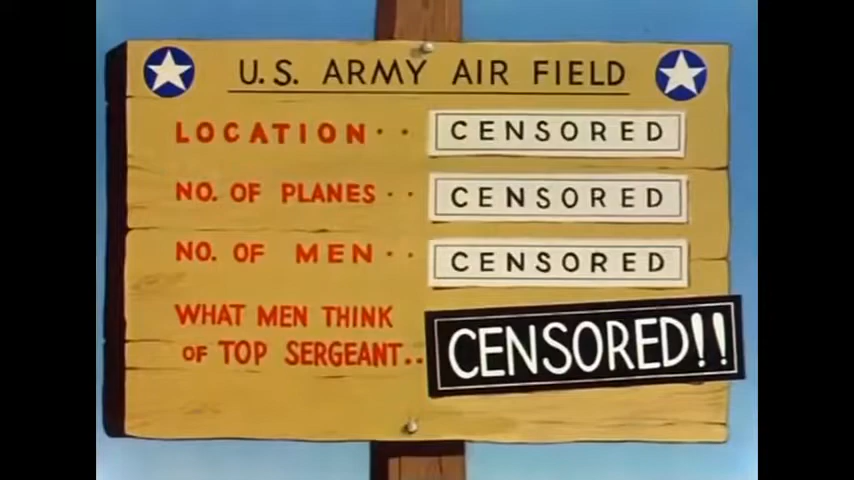 U.S. ARMY AIR FIELD
LOCATION·· CENSORED
NO. OF PLANES·· CENSORED
NO. OF MEN·· CENSORED
WHAT MEN THINK
OF TOP SERGEANT.. CENSORED!!